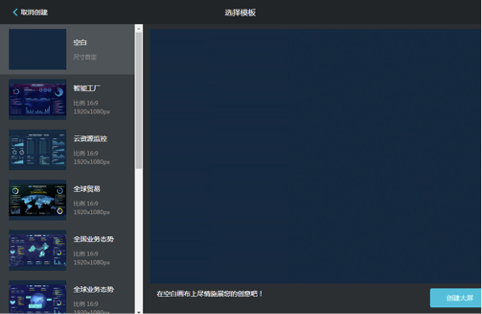 取消创建
选择模板
空白
尺寸自定
智能工厂
比例 16:9
1920x1080px
云资源监控
比例 16:9
1920x1080px
全球贸易
比例 16:9
1920x1080px
全国业务态势
比例 16:9
1920x1080px
全球业务态势
比例 16:9
1920x1080px
在空白画布上尽情施展您的创意吧！
创建大屏